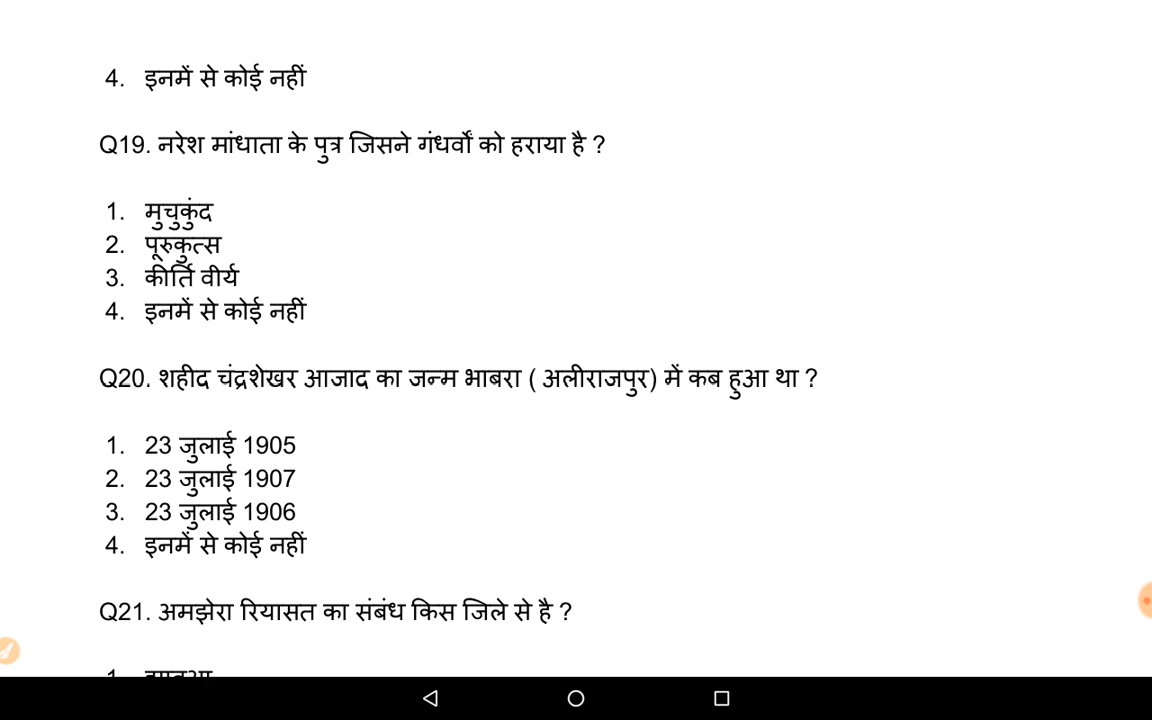 4. इनमें से कोई नहीं
Q19. नरेश मांधाता के पुत्र जिसने गंधर्वों को हराया है ?
1. मुचुकुंद
2. पूरुकुत्स
3. कीर्ति वीर्य
4. इनमें से कोई नहीं
Q20. शहीद चंद्रशेखर आजाद का जन्म भाबरा ( अलीराजपुर) में कब हुआ था ?
1. 23 जुलाई 1905
2. 23 जुलाई 1907
3. 23 जुलाई 1906
4. इनमें से कोई नहीं
Q21. अमझेरा रियासत का संबंध किस जिले से है ?
1.